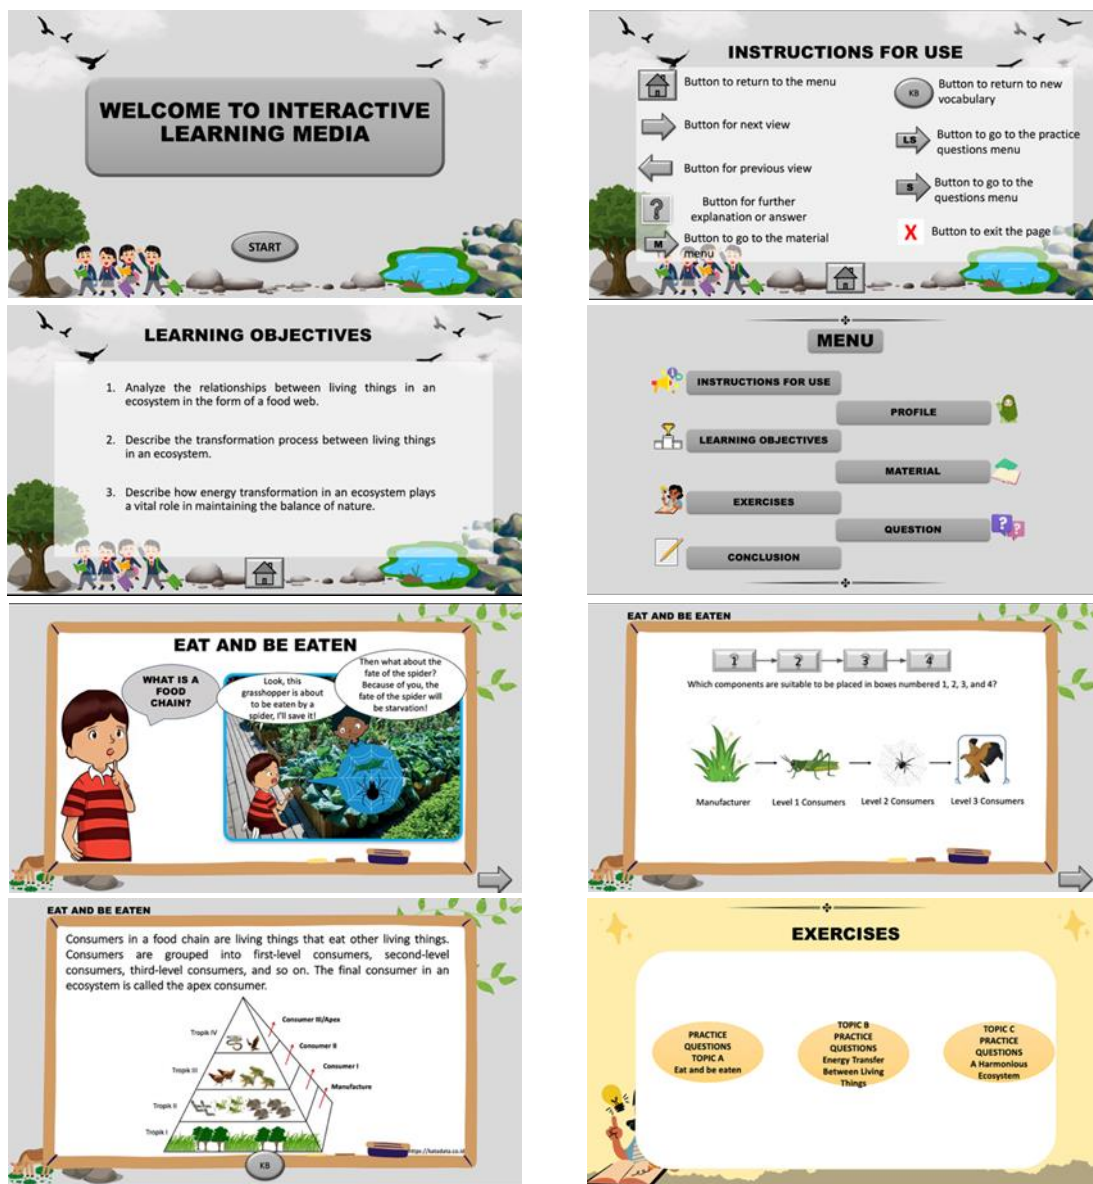 WELCOME TO INTERACTIVE
LEARNING MEDIA
START
INSTRUCTIONS FOR USE
Button to return to the menu
Button for next view
Button for previous view
?
Button for further
explanation or answer
M
Button to go to the material
menu
KB
Button to return to new
vocabulary
LS
Button to go to the practice
questions menu
S
Button to go to the
questions menu
X
Button to exit the page
LEARNING OBJECTIVES
1. Analyze the relationships between living things in an
ecosystem in the form of a food web.
2. Describe the transformation process between living things
in an ecosystem.
3. Describe how energy transformation in an ecosystem plays
a vital role in maintaining the balance of nature.
MENU
INSTRUCTIONS FOR USE
PROFILE
LEARNING OBJECTIVES
MATERIAL
EXERCISES
QUESTION
CONCLUSION
EAT AND BE EATEN
WHAT IS A
FOOD
CHAIN?
Look, this
grasshopper is about
to be eaten by a
spider, I'll save it!
Then what about the
fate of the spider?
Because of you, the
fate of the spider will
be starvation!
EAT AND BE EATEN
1
2
3
4
Which components are suitable to be placed in boxes numbered 1, 2, 3, and 4?
Manufacturer
Level 1 Consumers
Level 2 Consumers
Level 3 Consumers
EAT AND BE EATEN
Consumers in a food chain are living things that eat other living things.
Consumers are grouped into first-level consumers, second-level
consumers, third-level consumers, and so on. The final consumer in an
ecosystem is called the apex consumer.
Tropik IV
Tropik III
Tropik II
Tropik I
Consumer III/Apex
Consumer II
Consumer I
Manufacture
https://katadata.co.id
KB
EXERCISES
PRACTICE
QUESTIONS
TOPIC A
Eat and be eaten
TOPIC B
PRACTICE
QUESTIONS
Energy Transfer
Between Living
Things
TOPIC C
PRACTICE
QUESTIONS
A Harmonious
Ecosystem